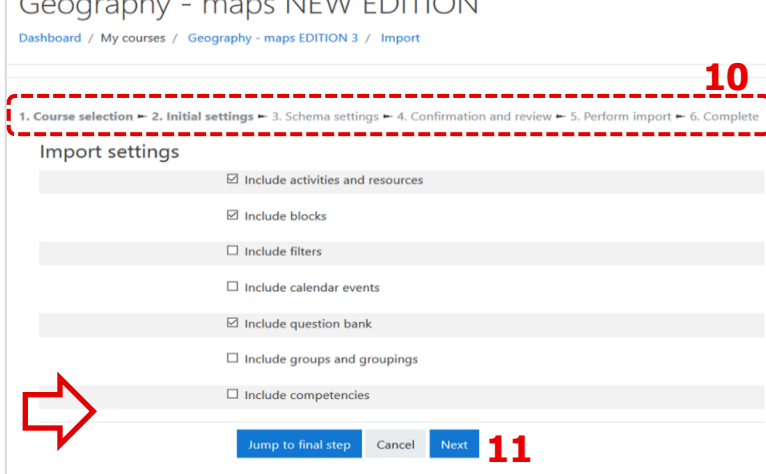 Geography - maps NEW EDITION
Dashboard / My courses / Geography - maps EDITION 3 / Import
10
1. Course selection ► 2. Initial settings ► 3. Schema settings ► 4. Confirmation and review ► 5. Perform import ► 6. Complete
Import settings
Include activities and resources
Include blocks
Include filters
Include calendar events
Include question bank
Include groups and groupings
Include competencies
Jump to final step Cancel Next 11